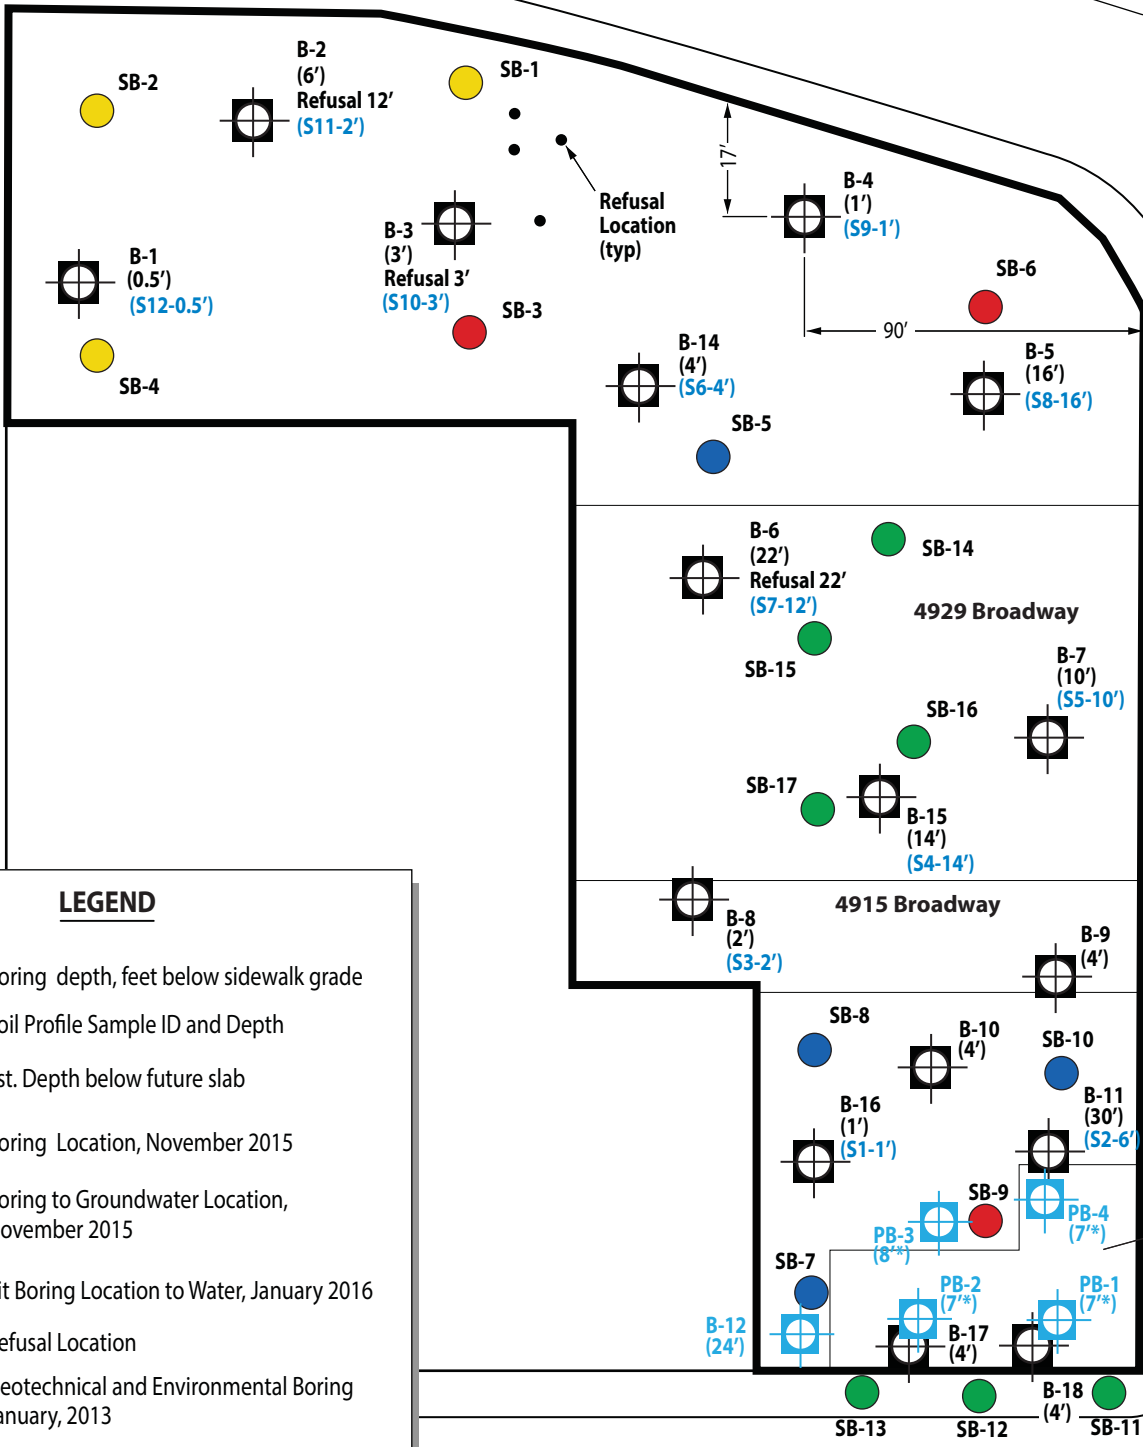 SB-2
B-2
(6')
Refusal 12'
(S11-2')
SB-1
17'
Refusal
Location
(typ)
B-4
(1')
(S9-1')
B-3
(3')
Refusal 3'
(S10-3')
B-1
(0.5')
(S12-0.5')
SB-6
SB-3
90'
SB-4
B-14
(4')
(S6-4')
B-5
(16')
(S8-16')
SB-5
B-6
(22')
Refusal 22'
(S7-12')
SB-14
4929 Broadway
SB-15
B-7
(10')
(S5-10')
SB-16
SB-17
B-15
(14')
(S4-14')
4915 Broadway
B-8
(2')
(S3-2')
B-9
(4')
SB-8
B-10
(4')
SB-10
B-16
(1')
(S1-1')
B-11
(30')
(S2-6')
SB-9
PB-3
(8'*)
PB-4
(7'*)
SB-7
PB-2
(7'*)
PB-1
(7'*)
B-12
(24')
B-17
(4')
B-18
(4')
SB-13
SB-12
SB-11
LEGEND
oring depth, feet below sidewalk grade
oil Profile Sample ID and Depth
st. Depth below future slab
oring Location, November 2015
oring to Groundwater Location,
ovember 2015
it Boring Location to Water, January 2016
efusal Location
eotechnical and Environmental Boring
anuary, 2013